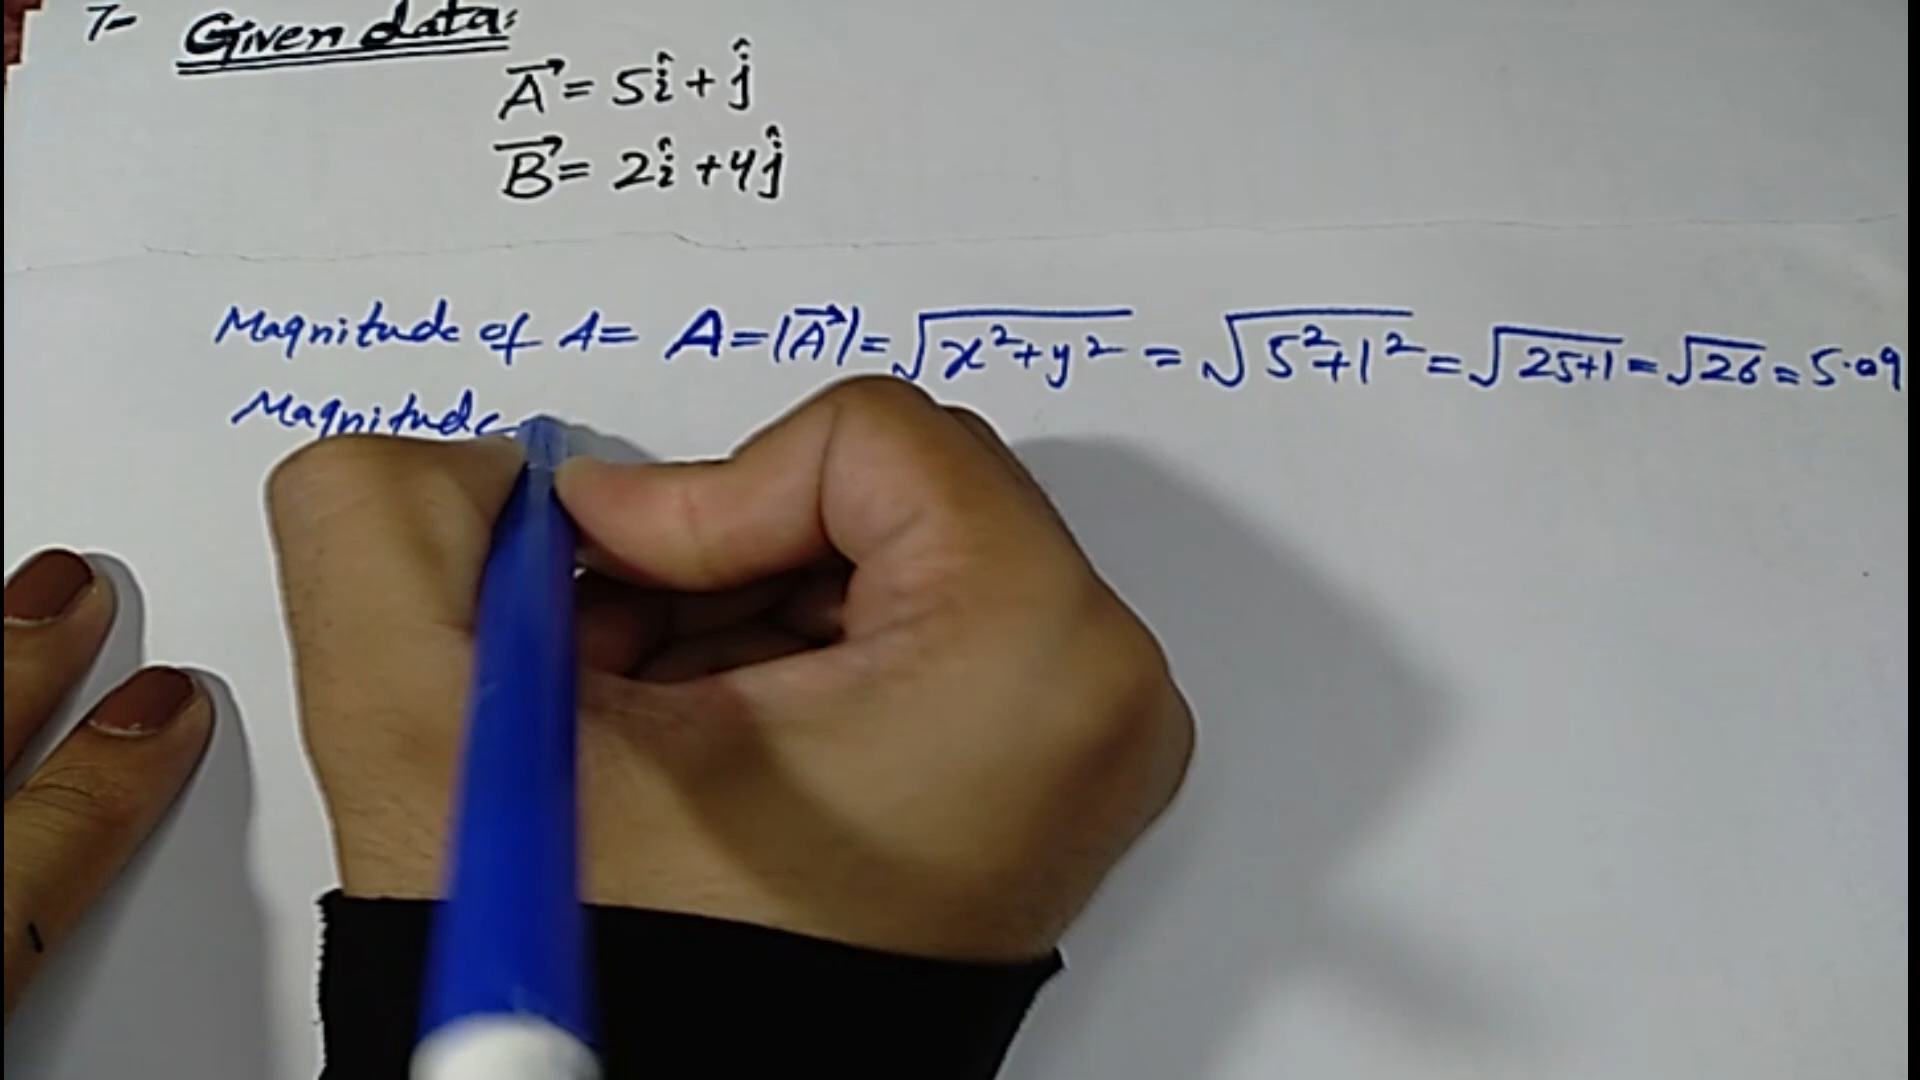 7- Given data:
A⃗ = 5î + ĵ
B⃗ = 2î + 4ĵ
Magnitude of A = A = |A⃗| = √x²+y² = √5²+1² = √25+1 = √26 = 5.09
Magnitude